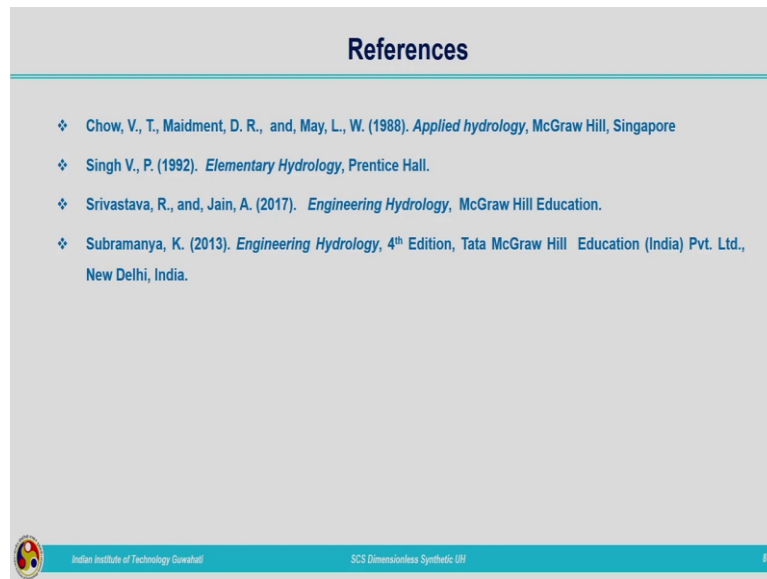 References
❖ Chow, V., T., Maidment, D. R., and, May, L., W. (1988). Applied hydrology, McGraw Hill, Singapore
❖ Singh V., P. (1992). Elementary Hydrology, Prentice Hall.
❖ Srivastava, R., and, Jain, A. (2017). Engineering Hydrology, McGraw Hill Education.
❖ Subramanya, K. (2013). Engineering Hydrology, 4th Edition, Tata McGraw Hill Education (India) Pvt. Ltd.,
New Delhi, India.
Indian institute of Technology Guwahati SCS Dimensionless Synthetic UH 8